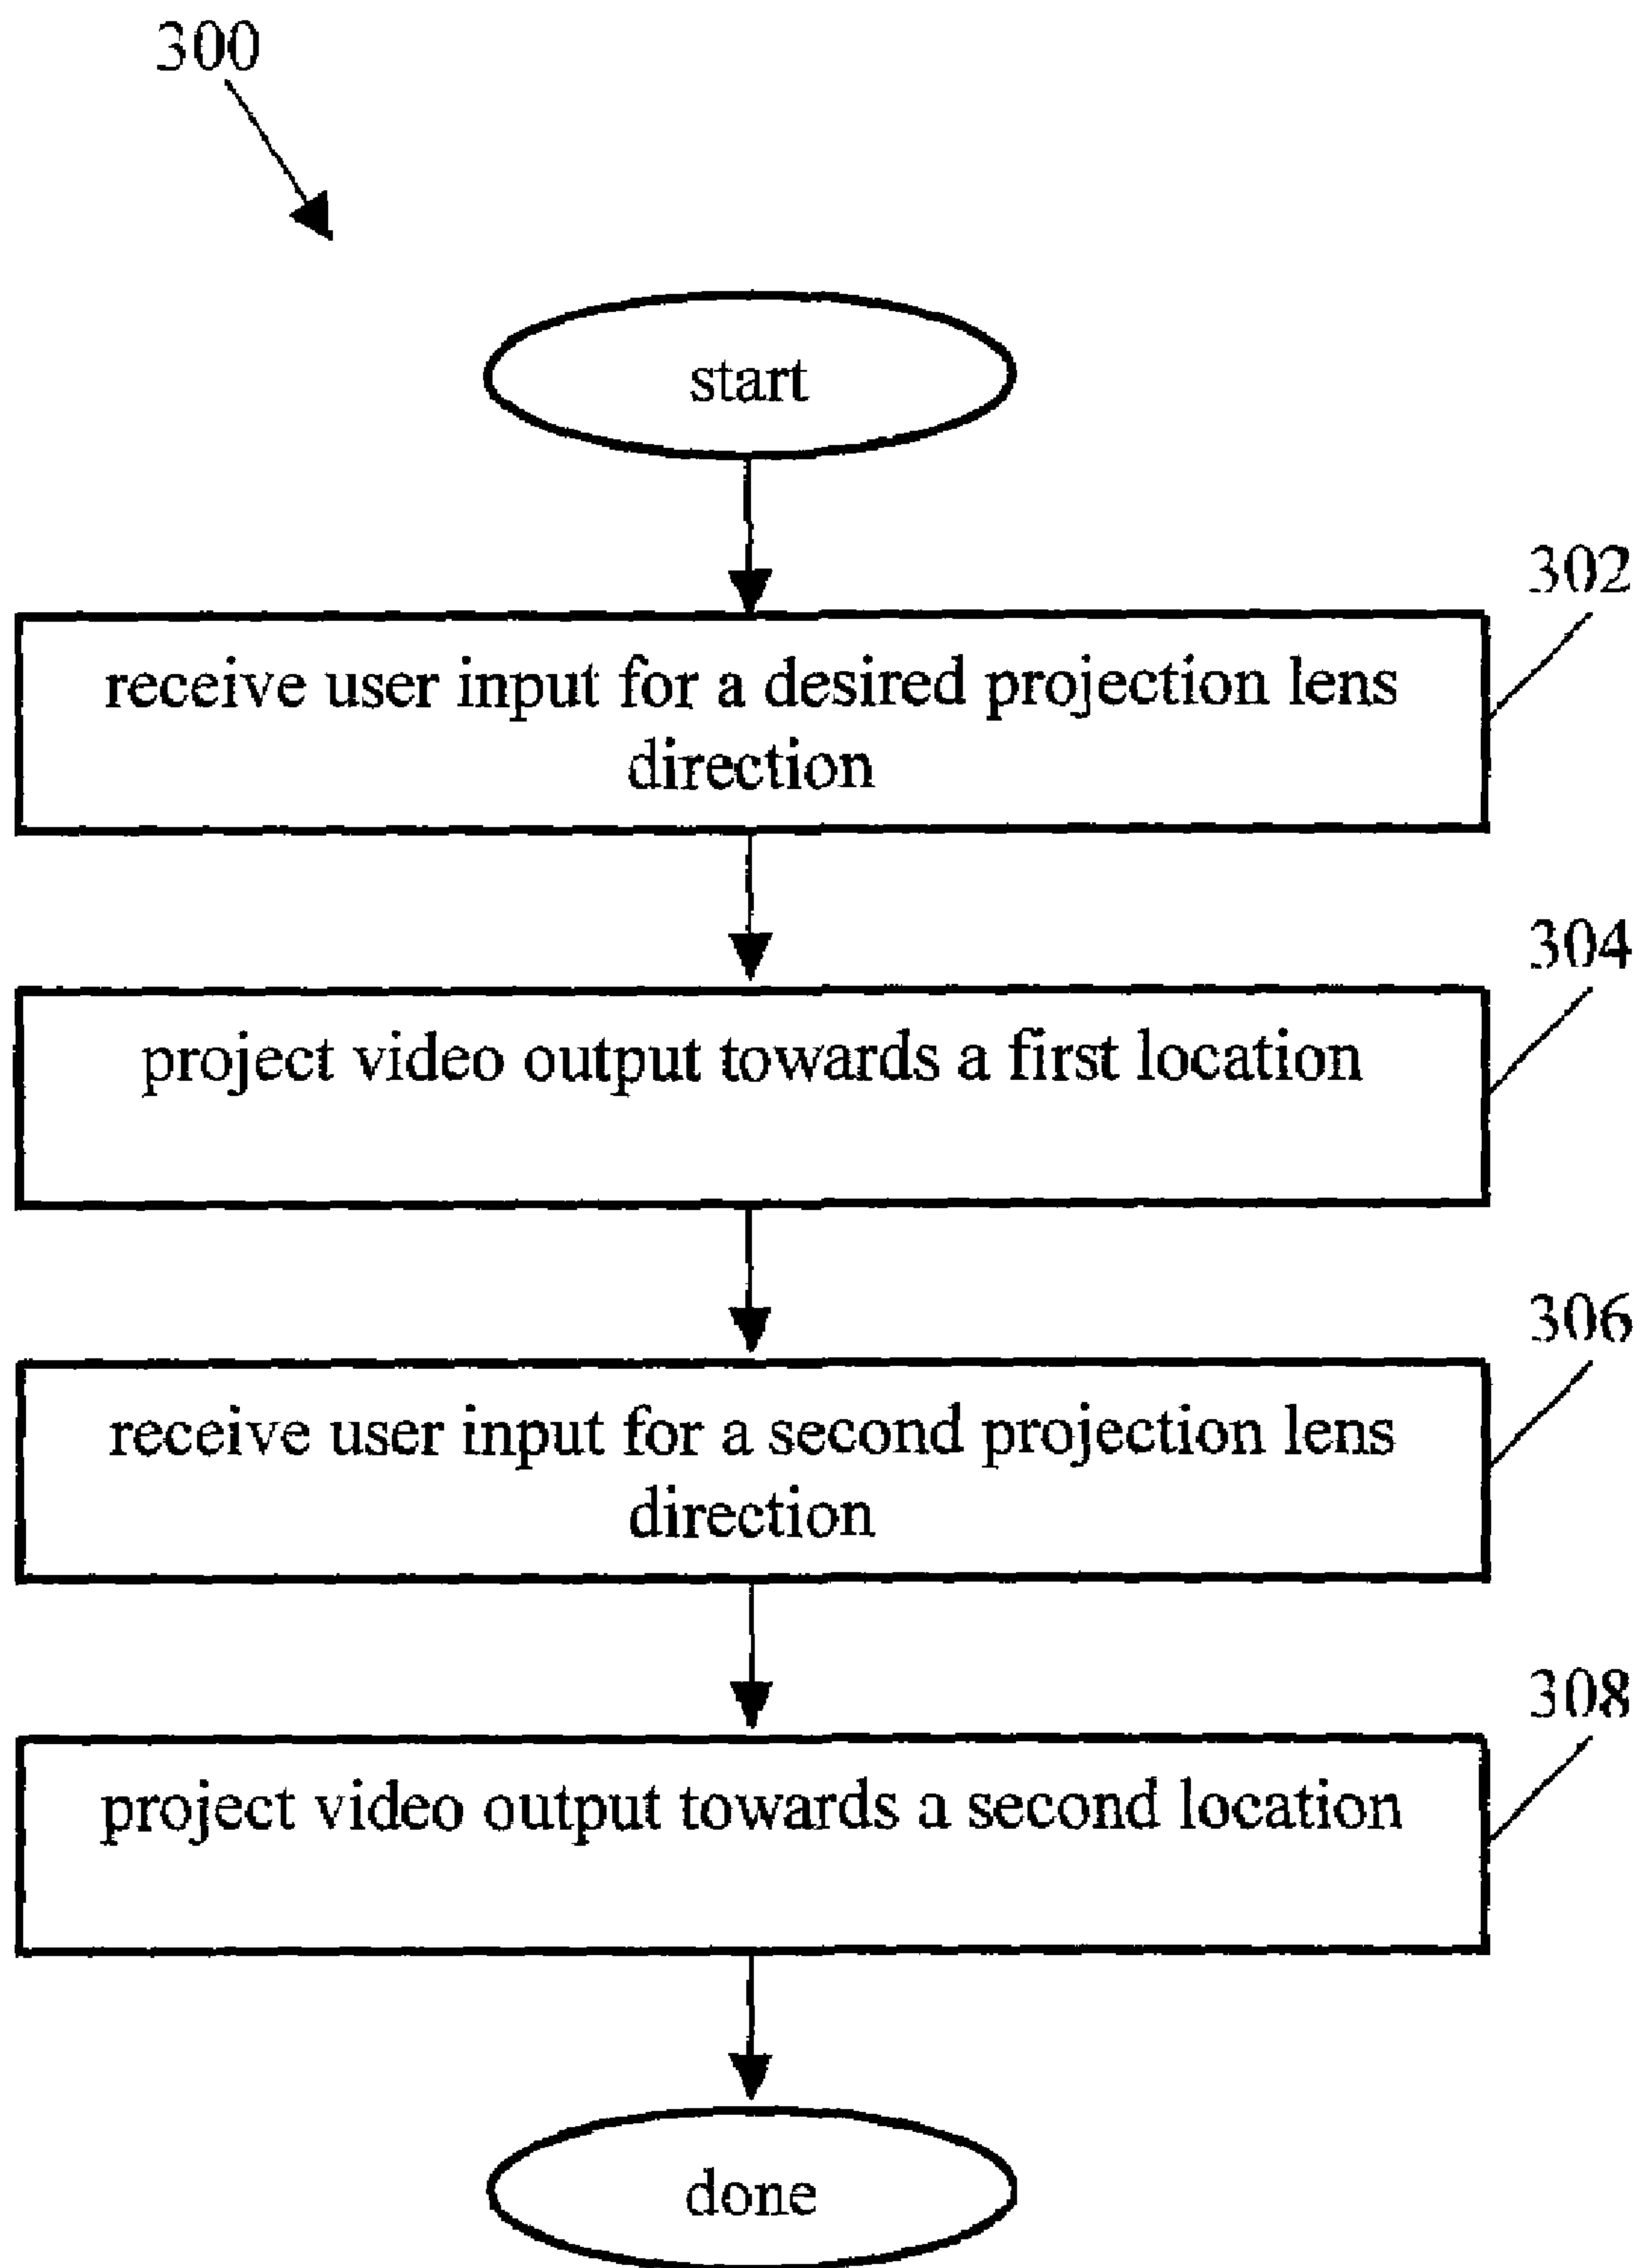 300
start
302
receive user input for a desired projection lens
direction
304
project video output towards a first location
306
receive user input for a second projection lens
direction
308
project video output towards a second location
done